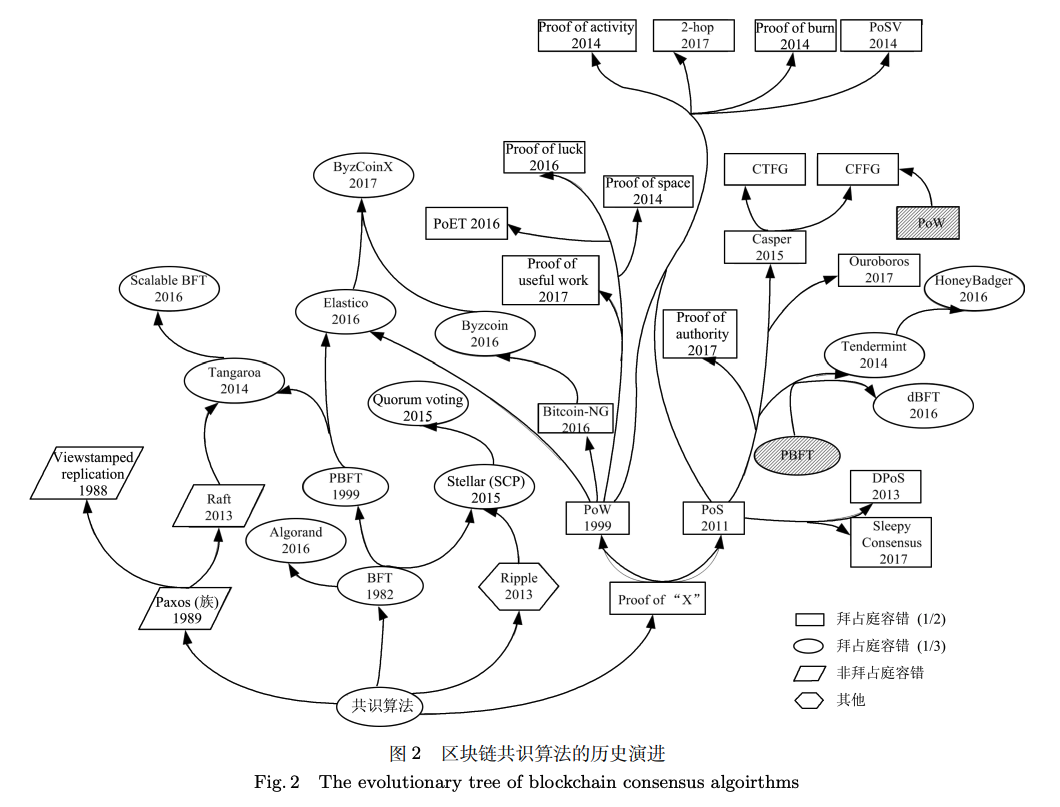 Proof of activity
2014
2-hop
2017
Proof of burn
2014
PoSV
2014
Proof of luck
2016
ByzCoinX
2017
CTFG
CFFG
Proof of space
2014
PoET 2016
PoW
Casper
2015
Proof of
useful work
2017
Ouroboros
2017
Scalable BFT
2016
HoneyBadger
2016
Elastico
2016
Byzcoin
2016
Proof of
authority
2017
Tendermint
2014
Tangaroa
2014
Quorum voting
2015
dBFT
2016
Bitcoin-NG
2016
PBFT
Viewstamped
replication
1988
PBFT
1999
Stellar (SCP)
2015
DPoS
2013
Raft
2013
PoW
1999
PoS
2011
Sleepy
Consensus
2017
Algorand
2016
BFT
1982
Ripple
2013
Paxos (族)
1989
Proof of “X”
拜占庭容错 (1/2)
拜占庭容错 (1/3)
非拜占庭容错
其他
共识算法
图 2 区块链共识算法的历史演进
Fig. 2 The evolutionary tree of blockchain consensus algoirthms